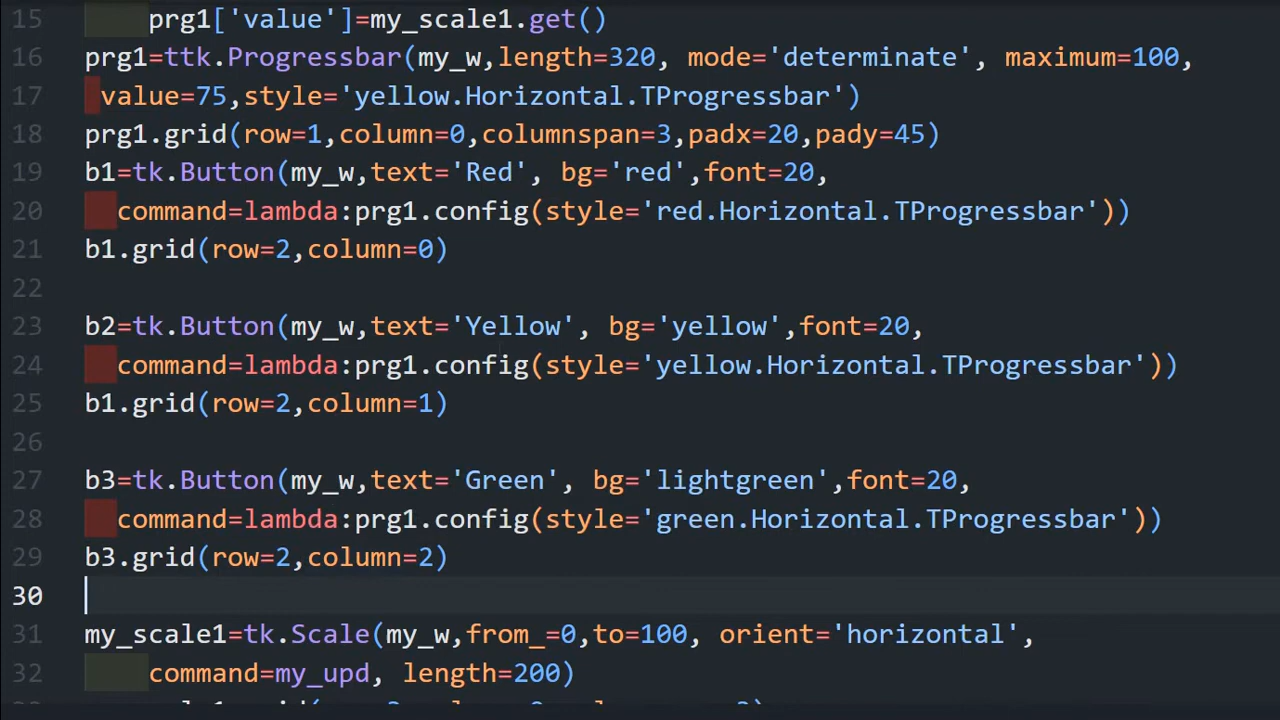 15 prg1['value']=my_scale1.get()
16 prg1=ttk.Progressbar(my_w,length=320, mode='determinate', maximum=100,
17 value=75,style='yellow.Horizontal.TProgressbar')
18 prg1.grid(row=1,column=0,columnspan=3,padx=20,pady=45)
19 b1=tk.Button(my_w,text='Red', bg='red',font=20,
20 command=lambda:prg1.config(style='red.Horizontal.TProgressbar'))
21 b1.grid(row=2,column=0)
22
23 b2=tk.Button(my_w,text='Yellow', bg='yellow',font=20,
24 command=lambda:prg1.config(style='yellow.Horizontal.TProgressbar'))
25 b1.grid(row=2,column=1)
26
27 b3=tk.Button(my_w,text='Green', bg='lightgreen',font=20,
28 command=lambda:prg1.config(style='green.Horizontal.TProgressbar'))
29 b3.grid(row=2,column=2)
30
31 my_scale1=tk.Scale(my_w,from_=0,to=100, orient='horizontal',
32 command=my_upd, length=200)